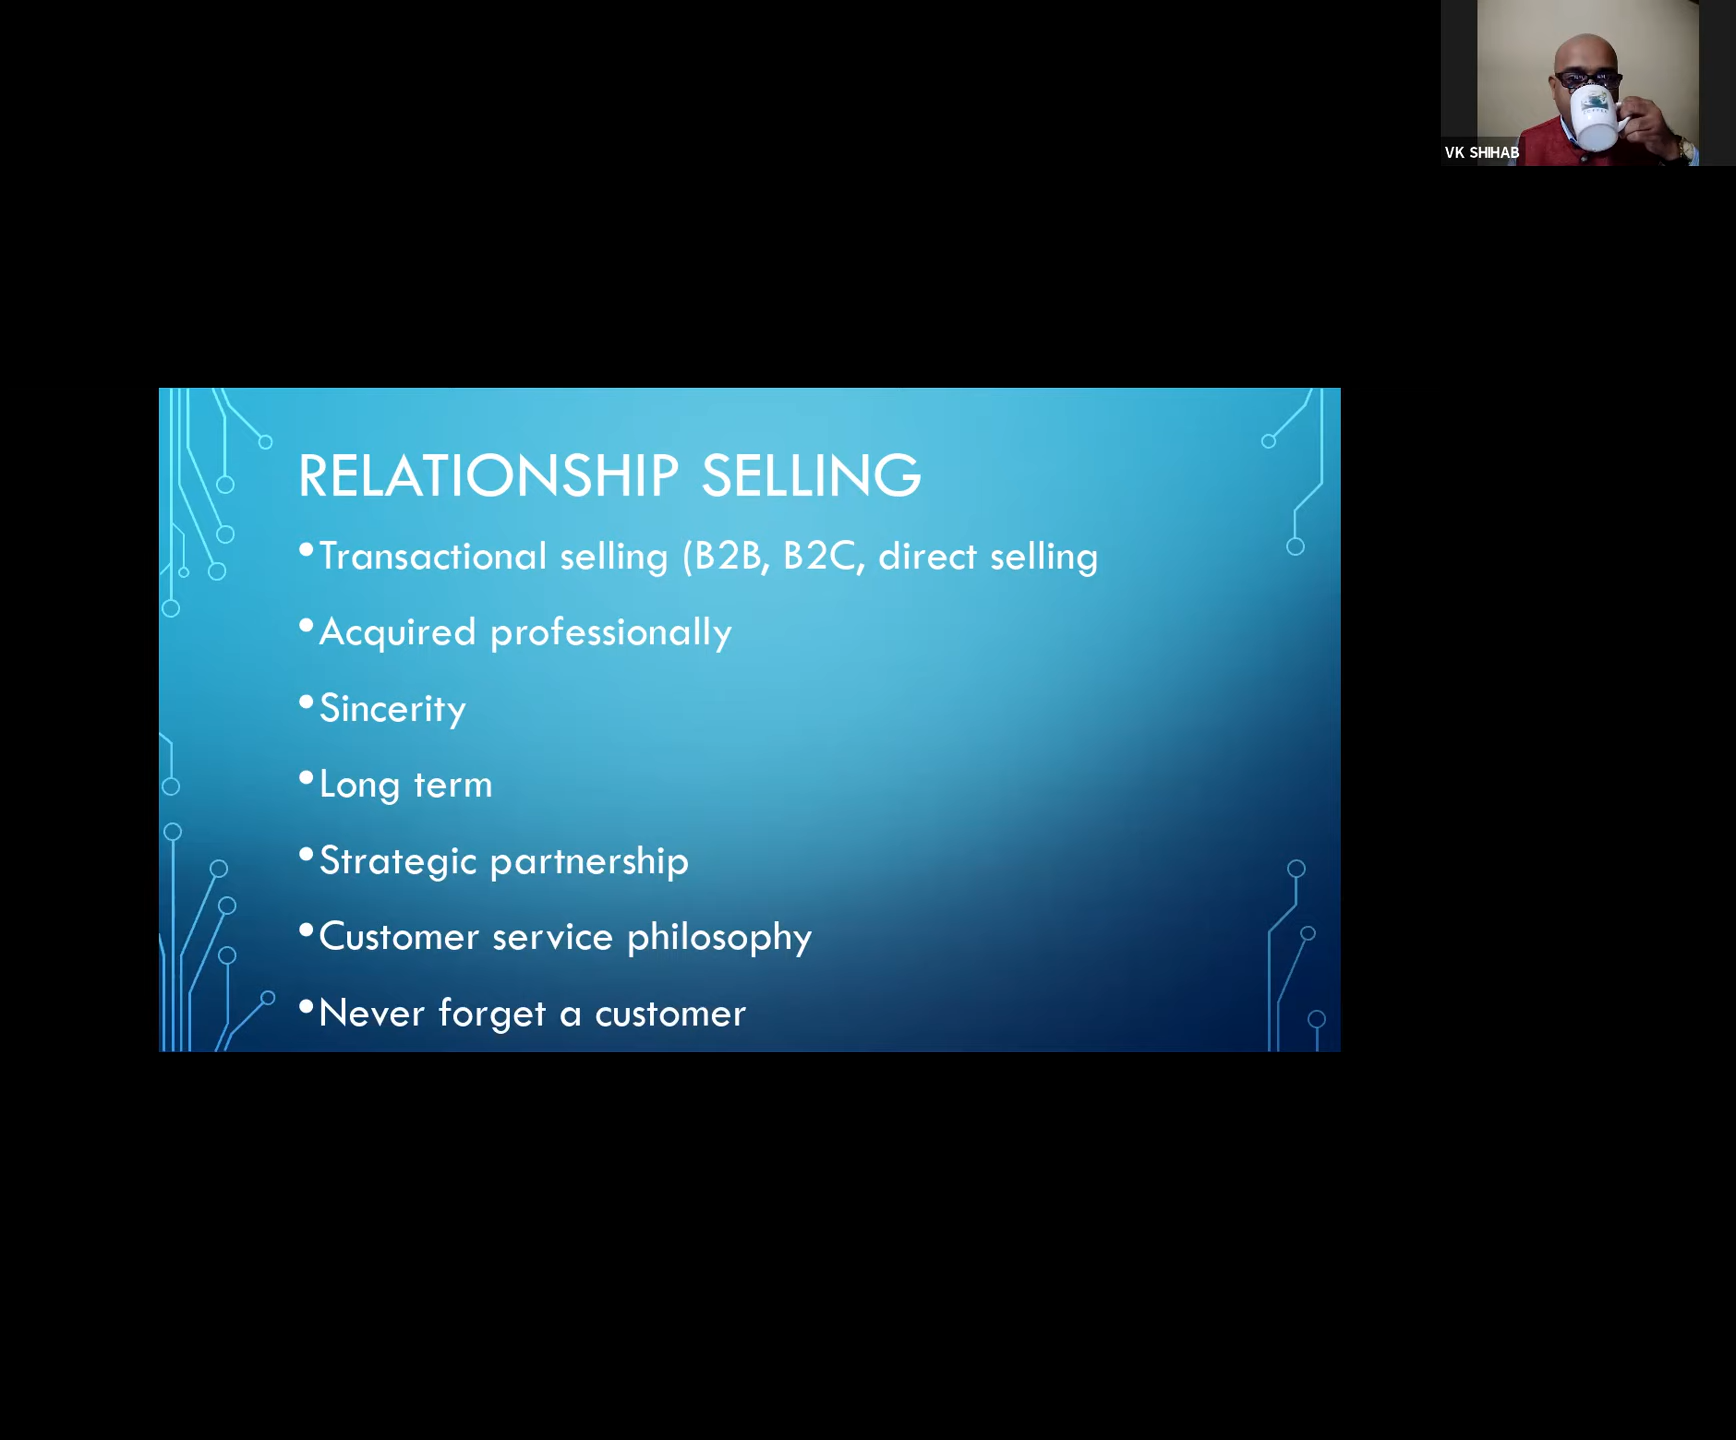 VK SHIHAB
RELATIONSHIP SELLING
•Transactional selling (B2B, B2C, direct selling
•Acquired professionally
•Sincerity
•Long term
•Strategic partnership
•Customer service philosophy
•Never forget a customer